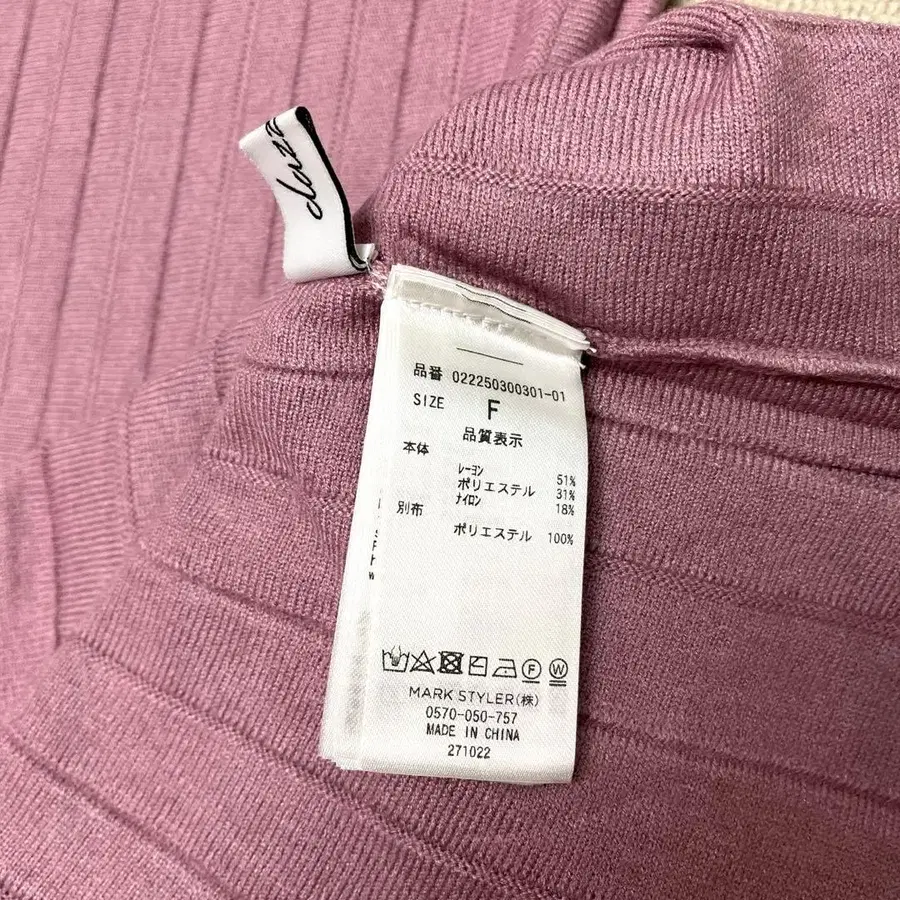 dazz
品番 022250300301-01
SIZE F
品質表示
本体
レーヨン 51%
ポリエステル 31%
ナイロン 18%
別布
ポリエステル 100%
F W
MARK STYLER(株)
0570-050-757
MADE IN CHINA
271022